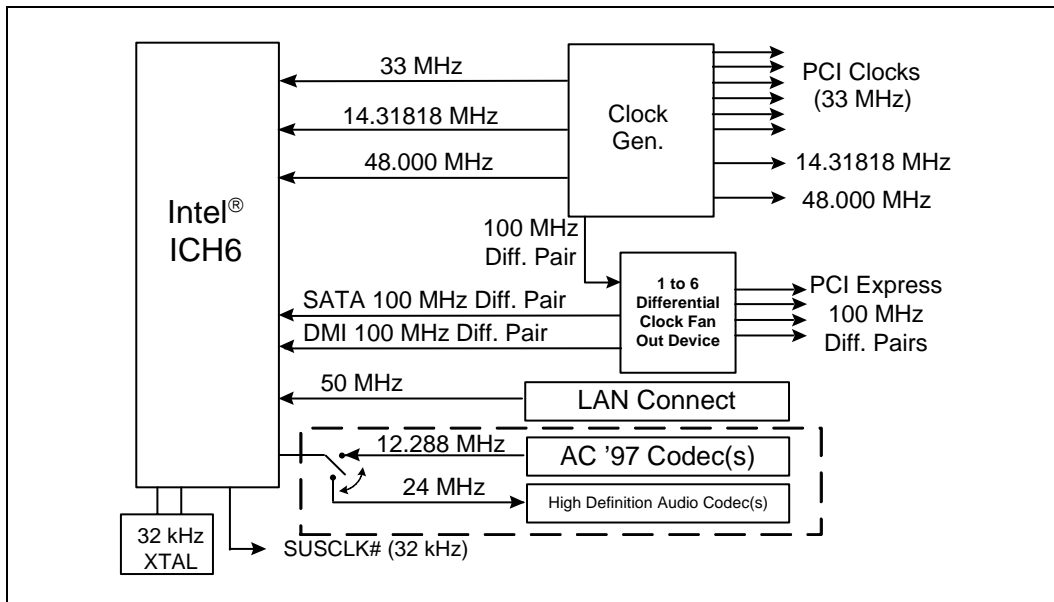 33 MHz
14.31818 MHz
48.000 MHz
Intel®
ICH6
Clock
Gen.
PCI Clocks
(33 MHz)
14.31818 MHz
48.000 MHz
100 MHz
Diff. Pair
1 to 6
Differential
Clock Fan
Out Device
PCI Express
100 MHz
Diff. Pairs
SATA 100 MHz Diff. Pair
DMI 100 MHz Diff. Pair
50 MHz
LAN Connect
12.288 MHz
AC '97 Codec(s)
24 MHz
High Definition Audio Codec(s)
32 kHz
XTAL
SUSCLK# (32 kHz)